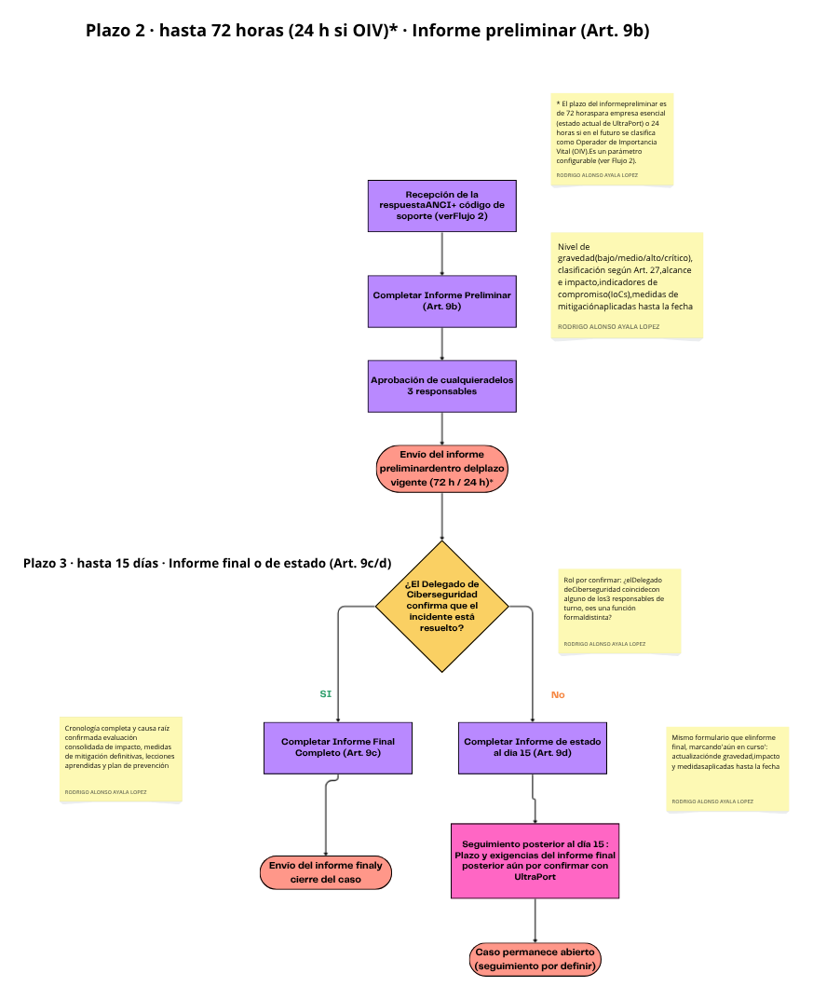 Plazo 2 · hasta 72 horas (24 h si OIV)* · Informe preliminar (Art. 9b)
* El plazo del informepreliminar es
de 72 horaspara empresa esencial
(estado actual de UltraPort) o 24
horas si en el futuro se clasifica
como Operador de Importancia
Vital (OIV).Es un parámetro
configurable (ver Flujo 2).
RODRIGO ALONSO AYALA LOPEZ
Recepción de la
respuestaANCI+ código de
soporte (verFlujo 2)
Nivel de
gravedad(bajo/medio/alto/crítico),
clasificación según Art. 27,alcance
e impacto,indicadores de
compromiso(IoCs),medidas de
mitigaciónaplicadas hasta la fecha
RODRIGO ALONSO AYALA LOPEZ
Completar Informe Preliminar
(Art. 9b)
Aprobación de cualquieradelos
3 responsables
Envío del informe
preliminardentro delplazo
vigente (72 h / 24 h)*
Plazo 3 · hasta 15 días · Informe final o de estado (Art. 9c/d)
¿El Delegado de
Ciberseguridad
confirma que el
incidente está
resuelto?
Rol por confirmar: ¿elDelegado
deCiberseguridad coincidecon
alguno de los3 responsables de
turno, oes una función
formaldistinta?
RODRIGO ALONSO AYALA LOPEZ
SI
No
Cronología completa y causa raíz
confirmada evaluación
consolidada de impacto, medidas
de mitigación definitivas, lecciones
aprendidas y plan de prevención
RODRIGO ALONSO AYALA LOPEZ
Completar Informe Final
Completo (Art. 9c)
Completar Informe de estado
al dia 15 (Art. 9d)
Mismo formulario que elinforme
final, marcando'aún en curso':
actualizaciónde gravedad,impacto
y medidasaplicadas hasta la fecha
RODRIGO ALONSO AYALA LOPEZ
Envío del informe finaly
cierre del caso
Seguimiento posterior al día 15 :
Plazo y exigencias del informe final
posterior aún por confirmar con
UltraPort
Caso permanece abierto
(seguimiento por definir)